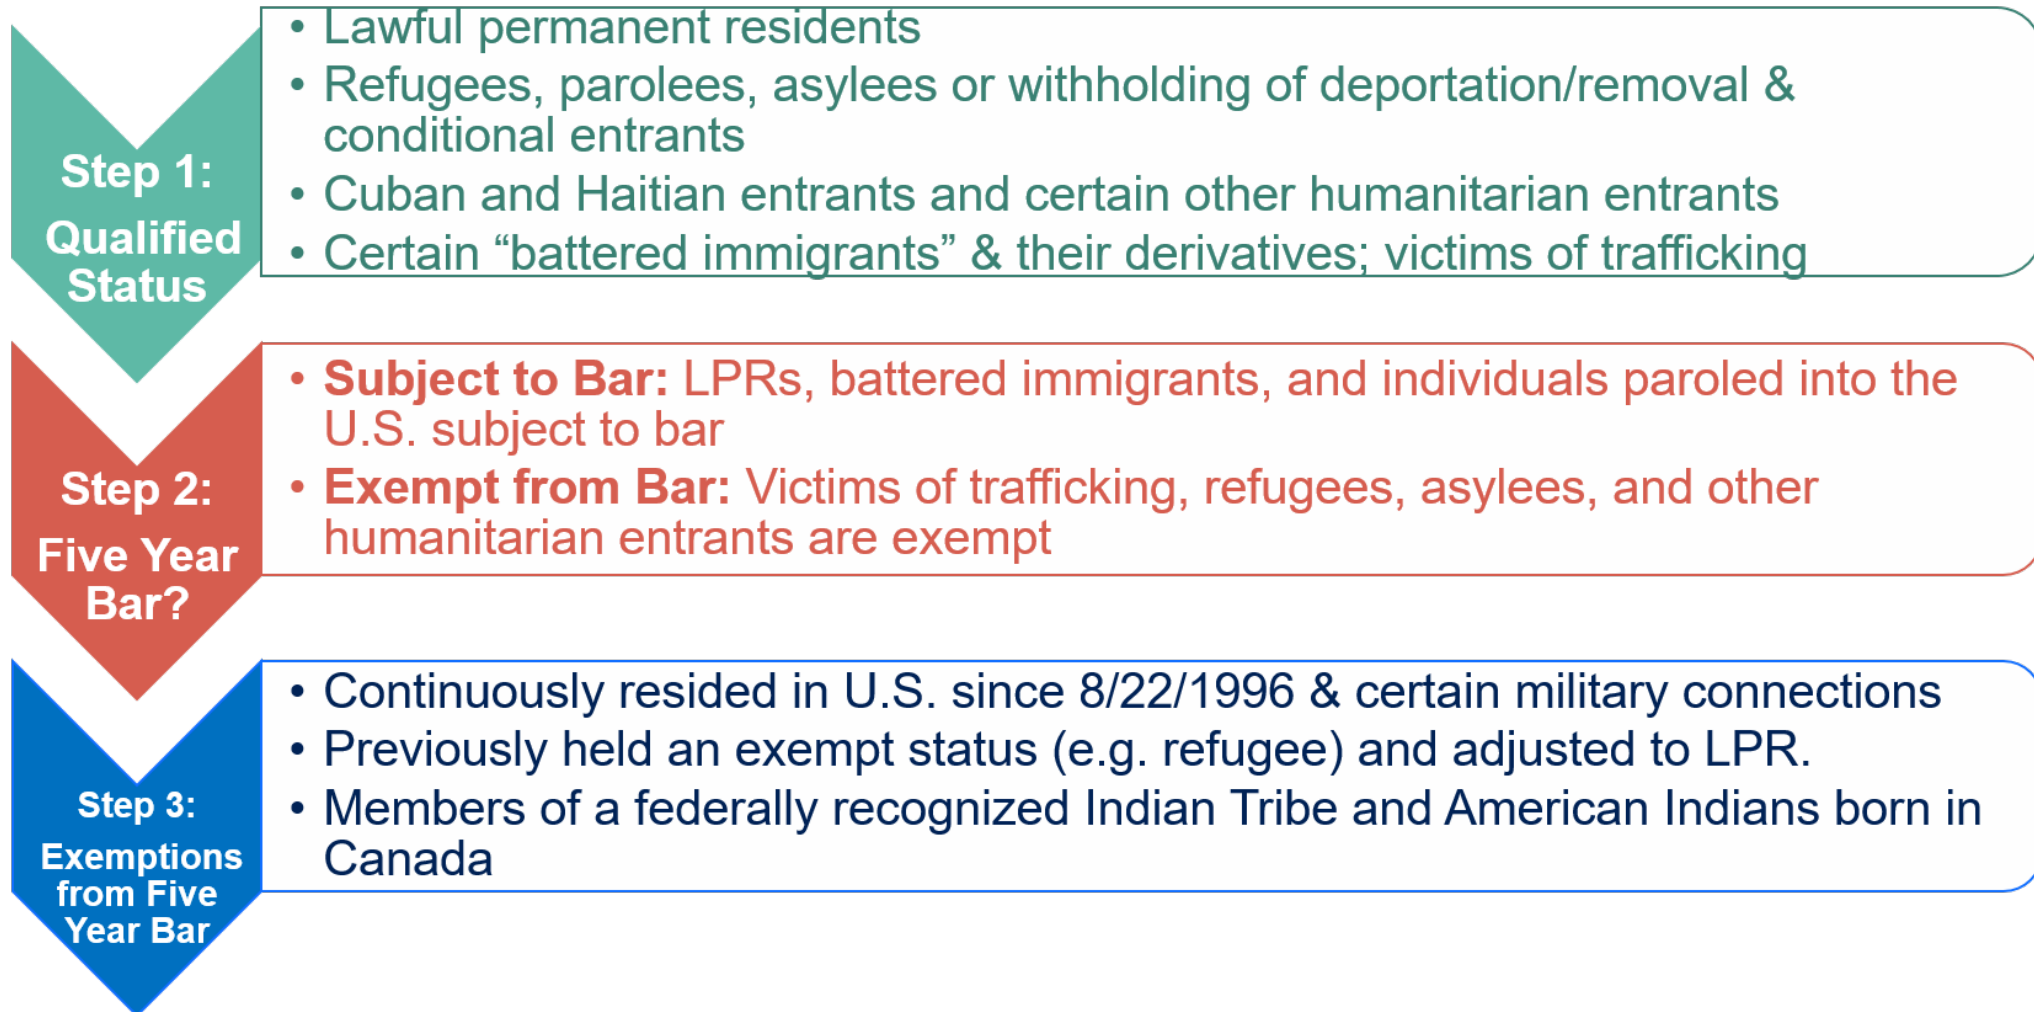 Step 1:
Qualified
Status
• Lawful permanent residents
• Refugees, parolees, asylees or withholding of deportation/removal &
conditional entrants
• Cuban and Haitian entrants and certain other humanitarian entrants
• Certain “battered immigrants” & their derivatives; victims of trafficking
Step 2:
Five Year
Bar?
• Subject to Bar: LPRs, battered immigrants, and individuals paroled into the
U.S. subject to bar
• Exempt from Bar: Victims of trafficking, refugees, asylees, and other
humanitarian entrants are exempt
Step 3:
Exemptions
from Five
Year Bar
• Continuously resided in U.S. since 8/22/1996 & certain military connections
• Previously held an exempt status (e.g. refugee) and adjusted to LPR.
• Members of a federally recognized Indian Tribe and American Indians born in
Canada